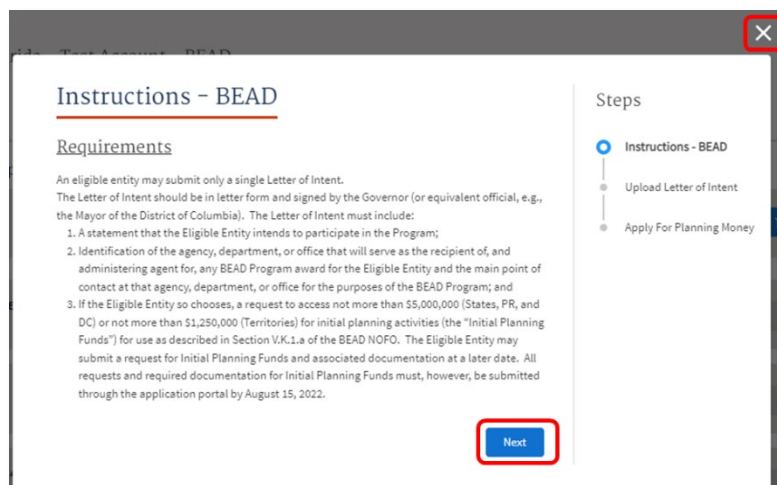 Test Account - BEAD
Instructions – BEAD
Requirements
An eligible entity may submit only a single Letter of Intent.
The Letter of Intent should be in letter form and signed by the Governor (or equivalent official, e.g.,
the Mayor of the District of Columbia). The Letter of Intent must include:
1. A statement that the Eligible Entity intends to participate in the Program;
2. Identification of the agency, department, or office that will serve as the recipient of, and
administering agent for, any BEAD Program award for the Eligible Entity and the main point of
contact at that agency, department, or office for the purposes of the BEAD Program; and
3. If the Eligible Entity so chooses, a request to access not more than $5,000,000 (States, PR, and
DC) or not more than $1,250,000 (Territories) for initial planning activities (the “Initial Planning
Funds”) for use as described in Section V.K.1.a of the BEAD NOFO. The Eligible Entity may
submit a request for Initial Planning Funds and associated documentation at a later date. All
requests and required documentation for Initial Planning Funds must, however, be submitted
through the application portal by August 15, 2022.
Next
Steps
Instructions - BEAD
Upload Letter of Intent
Apply For Planning Money